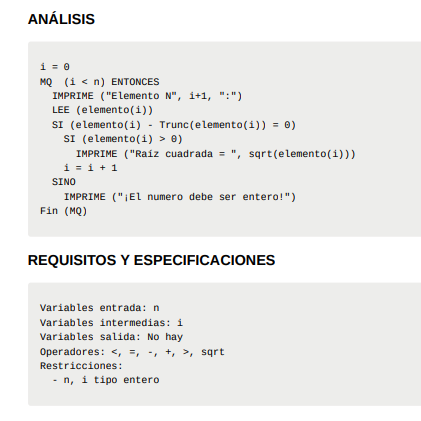 ANÁLISIS
i = 0
MQ (i < n) ENTONCES
IMPRIME ("Elemento N", i+1, ":")
LEE (elemento(i))
SI (elemento(i) - Trunc(elemento(i)) = 0)
SI (elemento(i) > 0)
IMPRIME ("Raíz cuadrada = ", sqrt(elemento(i)))
i = i + 1
SINO
IMPRIME ("¡El numero debe ser entero!")
Fin (MQ)
REQUISITOS Y ESPECIFICACIONES
Variables entrada: n
Variables intermedias: i
Variables salida: No hay
Operadores: <, =, -, +, >, sqrt
Restricciones:
- n, i tipo entero